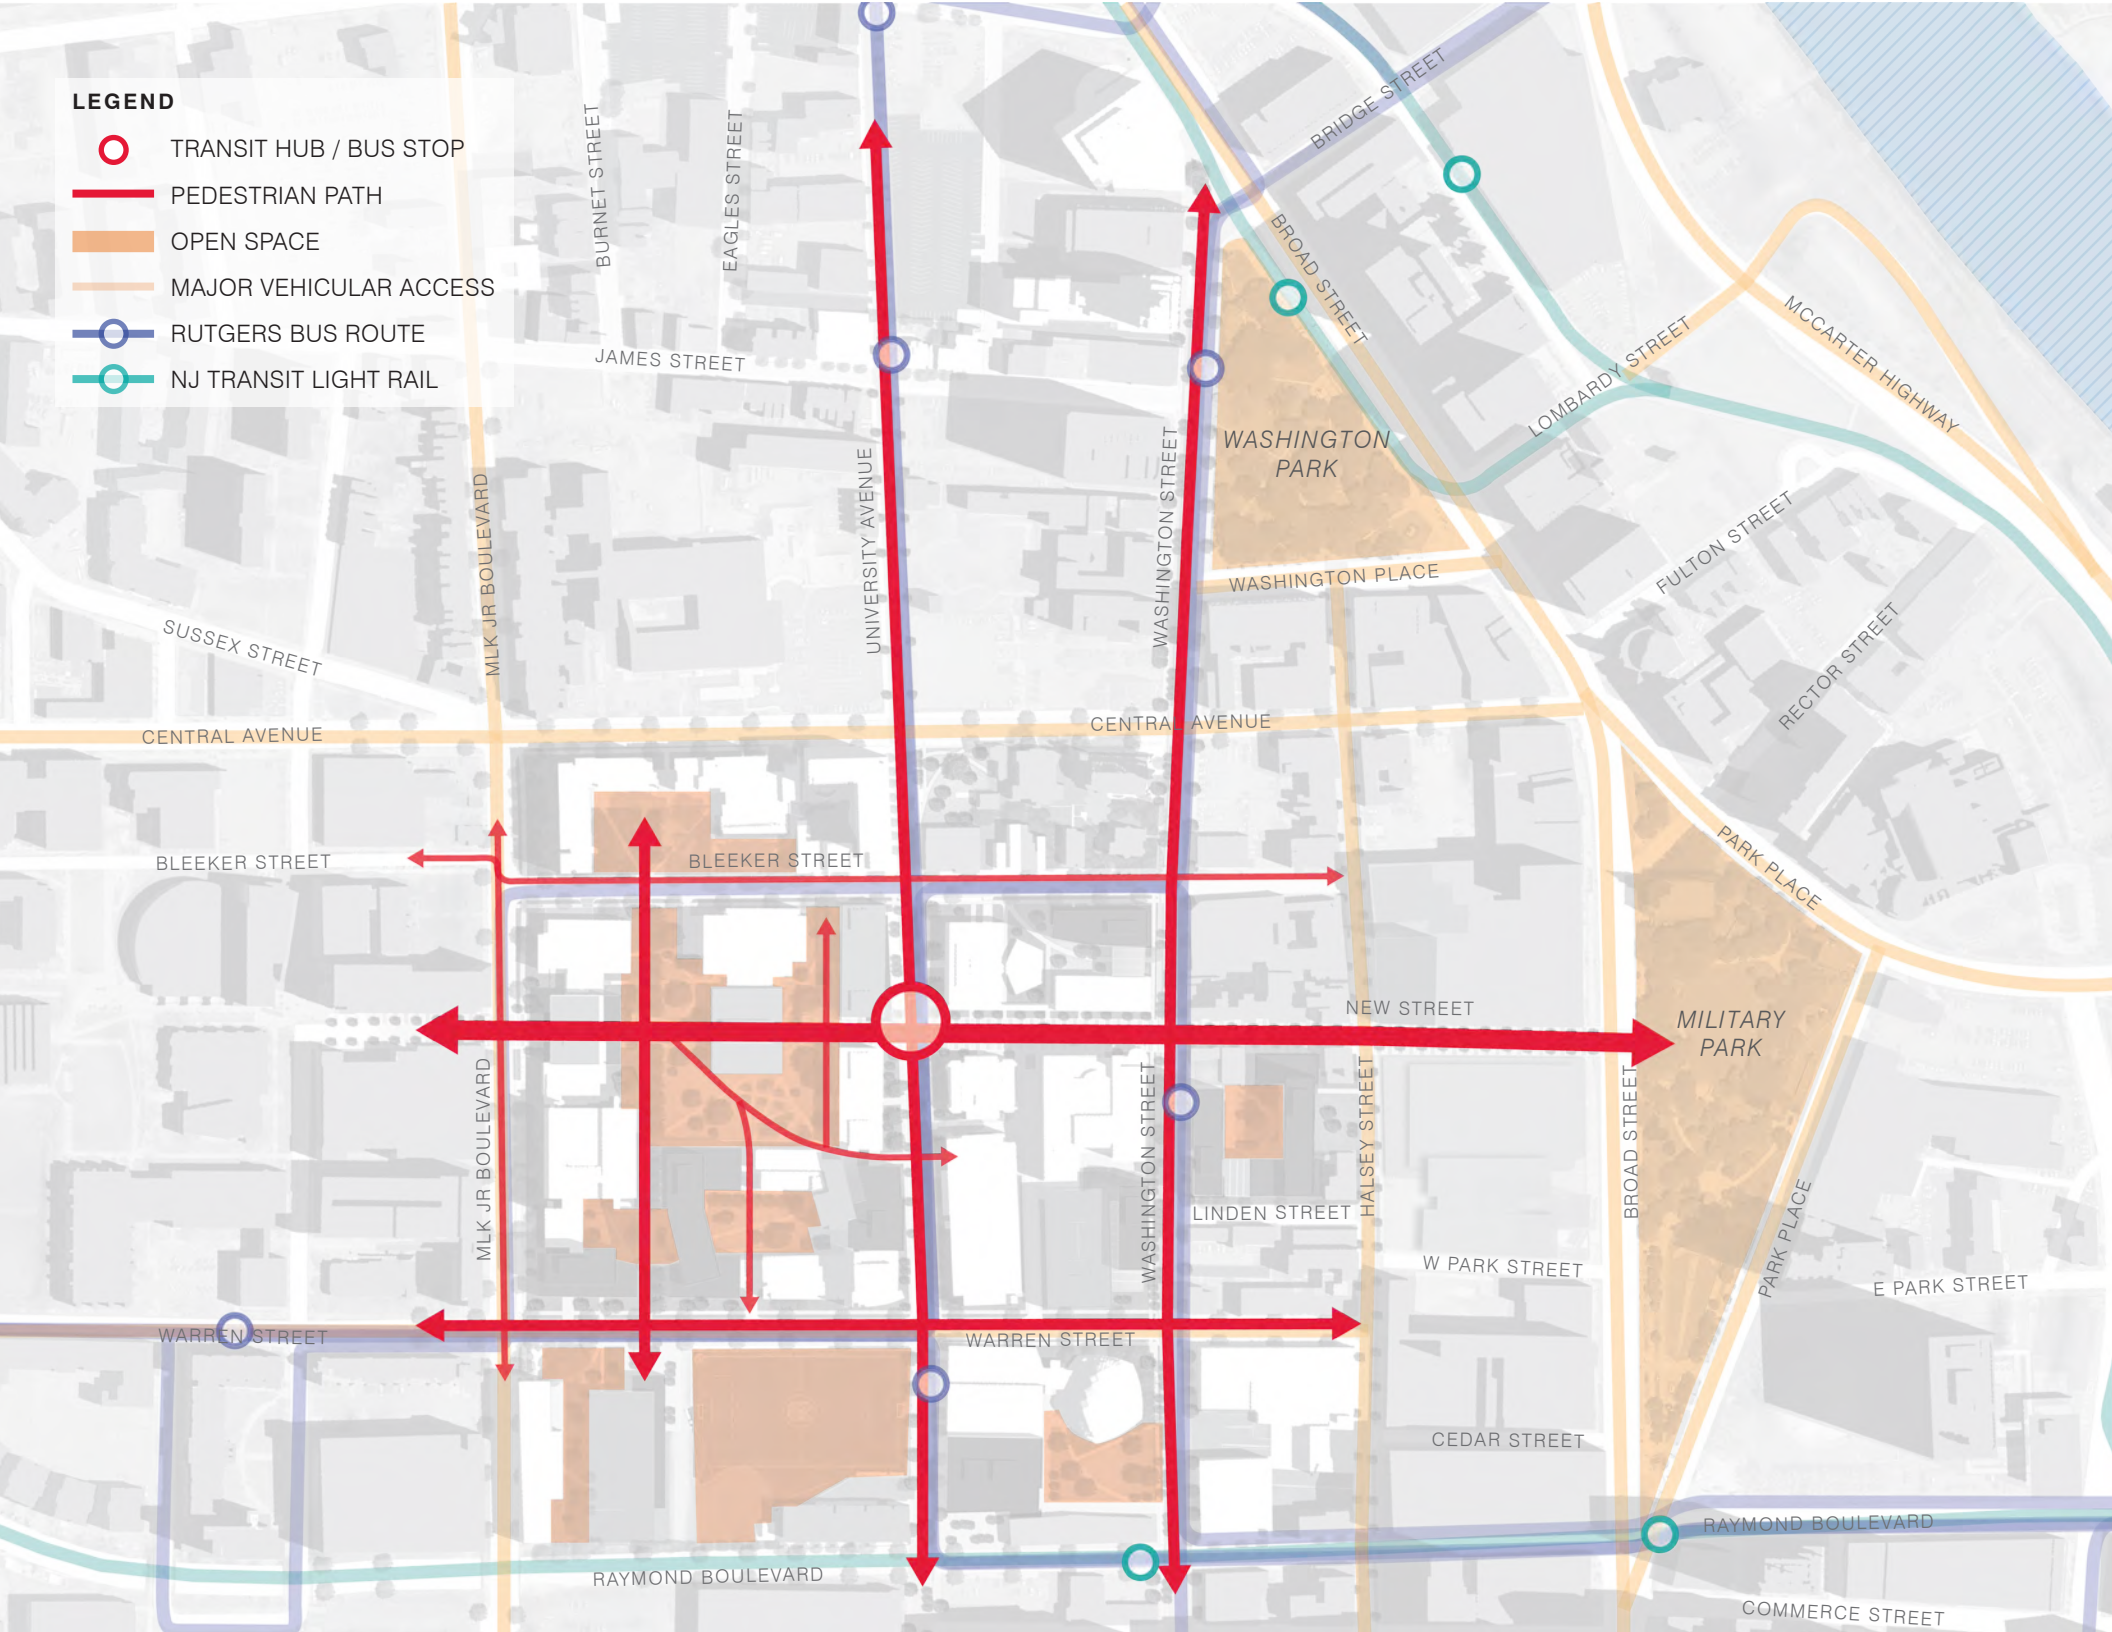 LEGEND
TRANSIT HUB / BUS STOP
PEDESTRIAN PATH
OPEN SPACE
MAJOR VEHICULAR ACCESS
RUTGERS BUS ROUTE
NJ TRANSIT LIGHT RAIL
BURNET STREET
EAGLES STREET
BRIDGE STREET
BROAD STREET
MCCARTER HIGHWAY
JAMES STREET
LOMBARDY STREET
WASHINGTON
PARK
UNIVERSITY AVENUE
WASHINGTON STREET
MLK JR BOULEVARD
FULTON STREET
WASHINGTON PLACE
RECTOR STREET
SUSSEX STREET
CENTRAL AVENUE
CENTRAL AVENUE
BLEEKER STREET
BLEEKER STREET
PARK PLACE
NEW STREET
MILITARY
PARK
MLK JR BOULEVARD
WASHINGTON STREET
HALSEY STREET
BROAD STREET
LINDEN STREET
PARK PLACE
W PARK STREET
E PARK STREET
WARREN STREET
WARREN STREET
CEDAR STREET
RAYMOND BOULEVARD
RAYMOND BOULEVARD
COMMERCE STREET